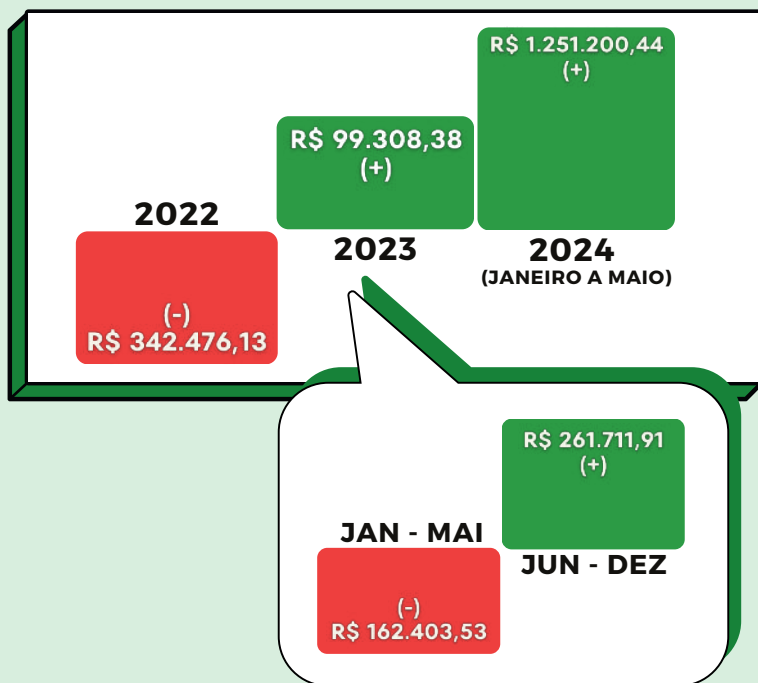 2022
(-)
R$ 342.476,13
R$ 99.308,38
(+)
2023
R$ 1.251.200,44
(+)
2024
(JANEIRO A MAIO)
JAN - MAI
(-)
R$ 162.403,53
R$ 261.711,91
(+)
JUN - DEZ